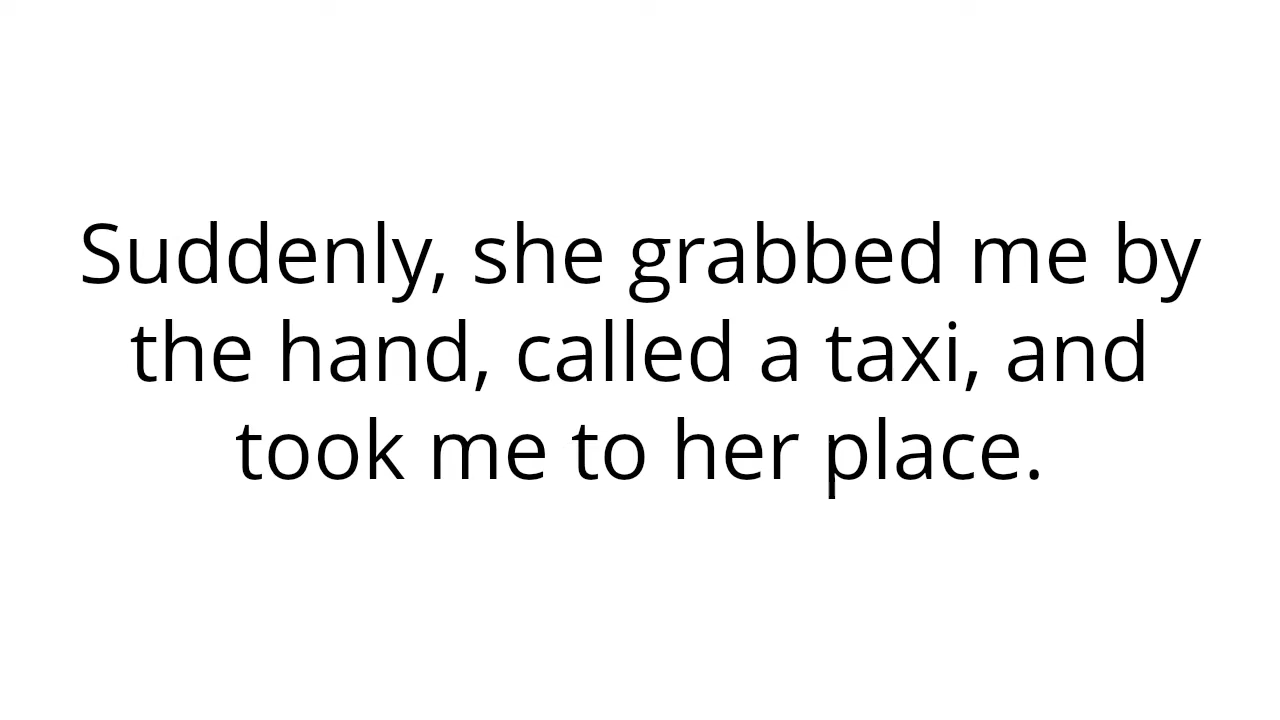 Suddenly, she grabbed me by
the hand, called a taxi, and
took me to her place.